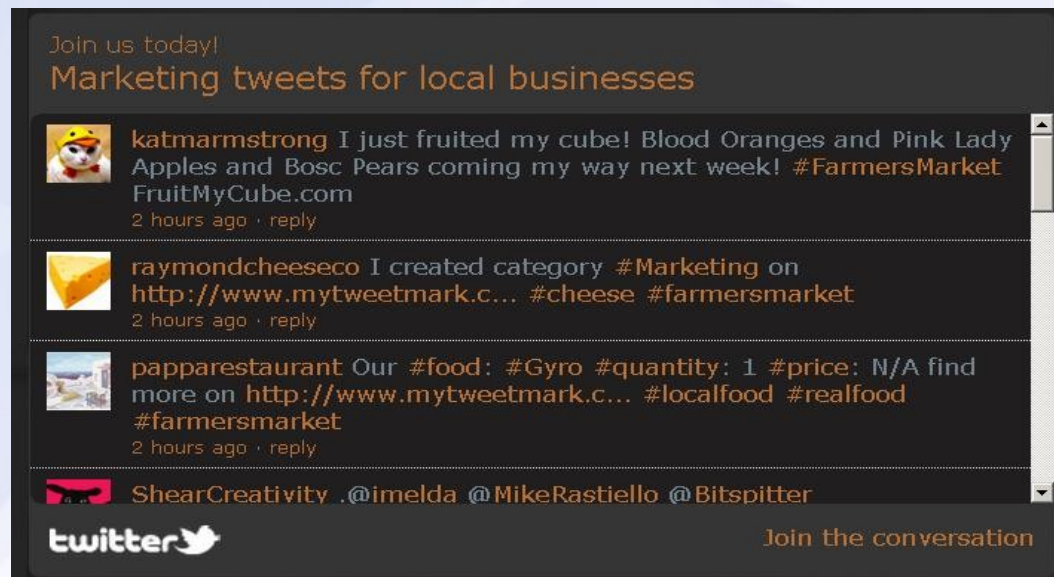 Join us today!
Marketing tweets for local businesses
katmarmstrong I just fruited my cube! Blood Oranges and Pink Lady
Apples and Bosc Pears coming my way next week! #FarmersMarket
FruitMyCube.com
2 hours ago · reply
raymondcheeseco I created category #Marketing on
http://www.mytweetmark.c... #cheese #farmersmarket
2 hours ago · reply
papparestaurant Our #food: #Gyro #quantity: 1 #price: N/A find
more on http://www.mytweetmark.c... #localfood #realfood
#farmersmarket
2 hours ago · reply
ShearCreativity .@imelda @MikeRastiello @Bitspitter
twitter
Join the conversation